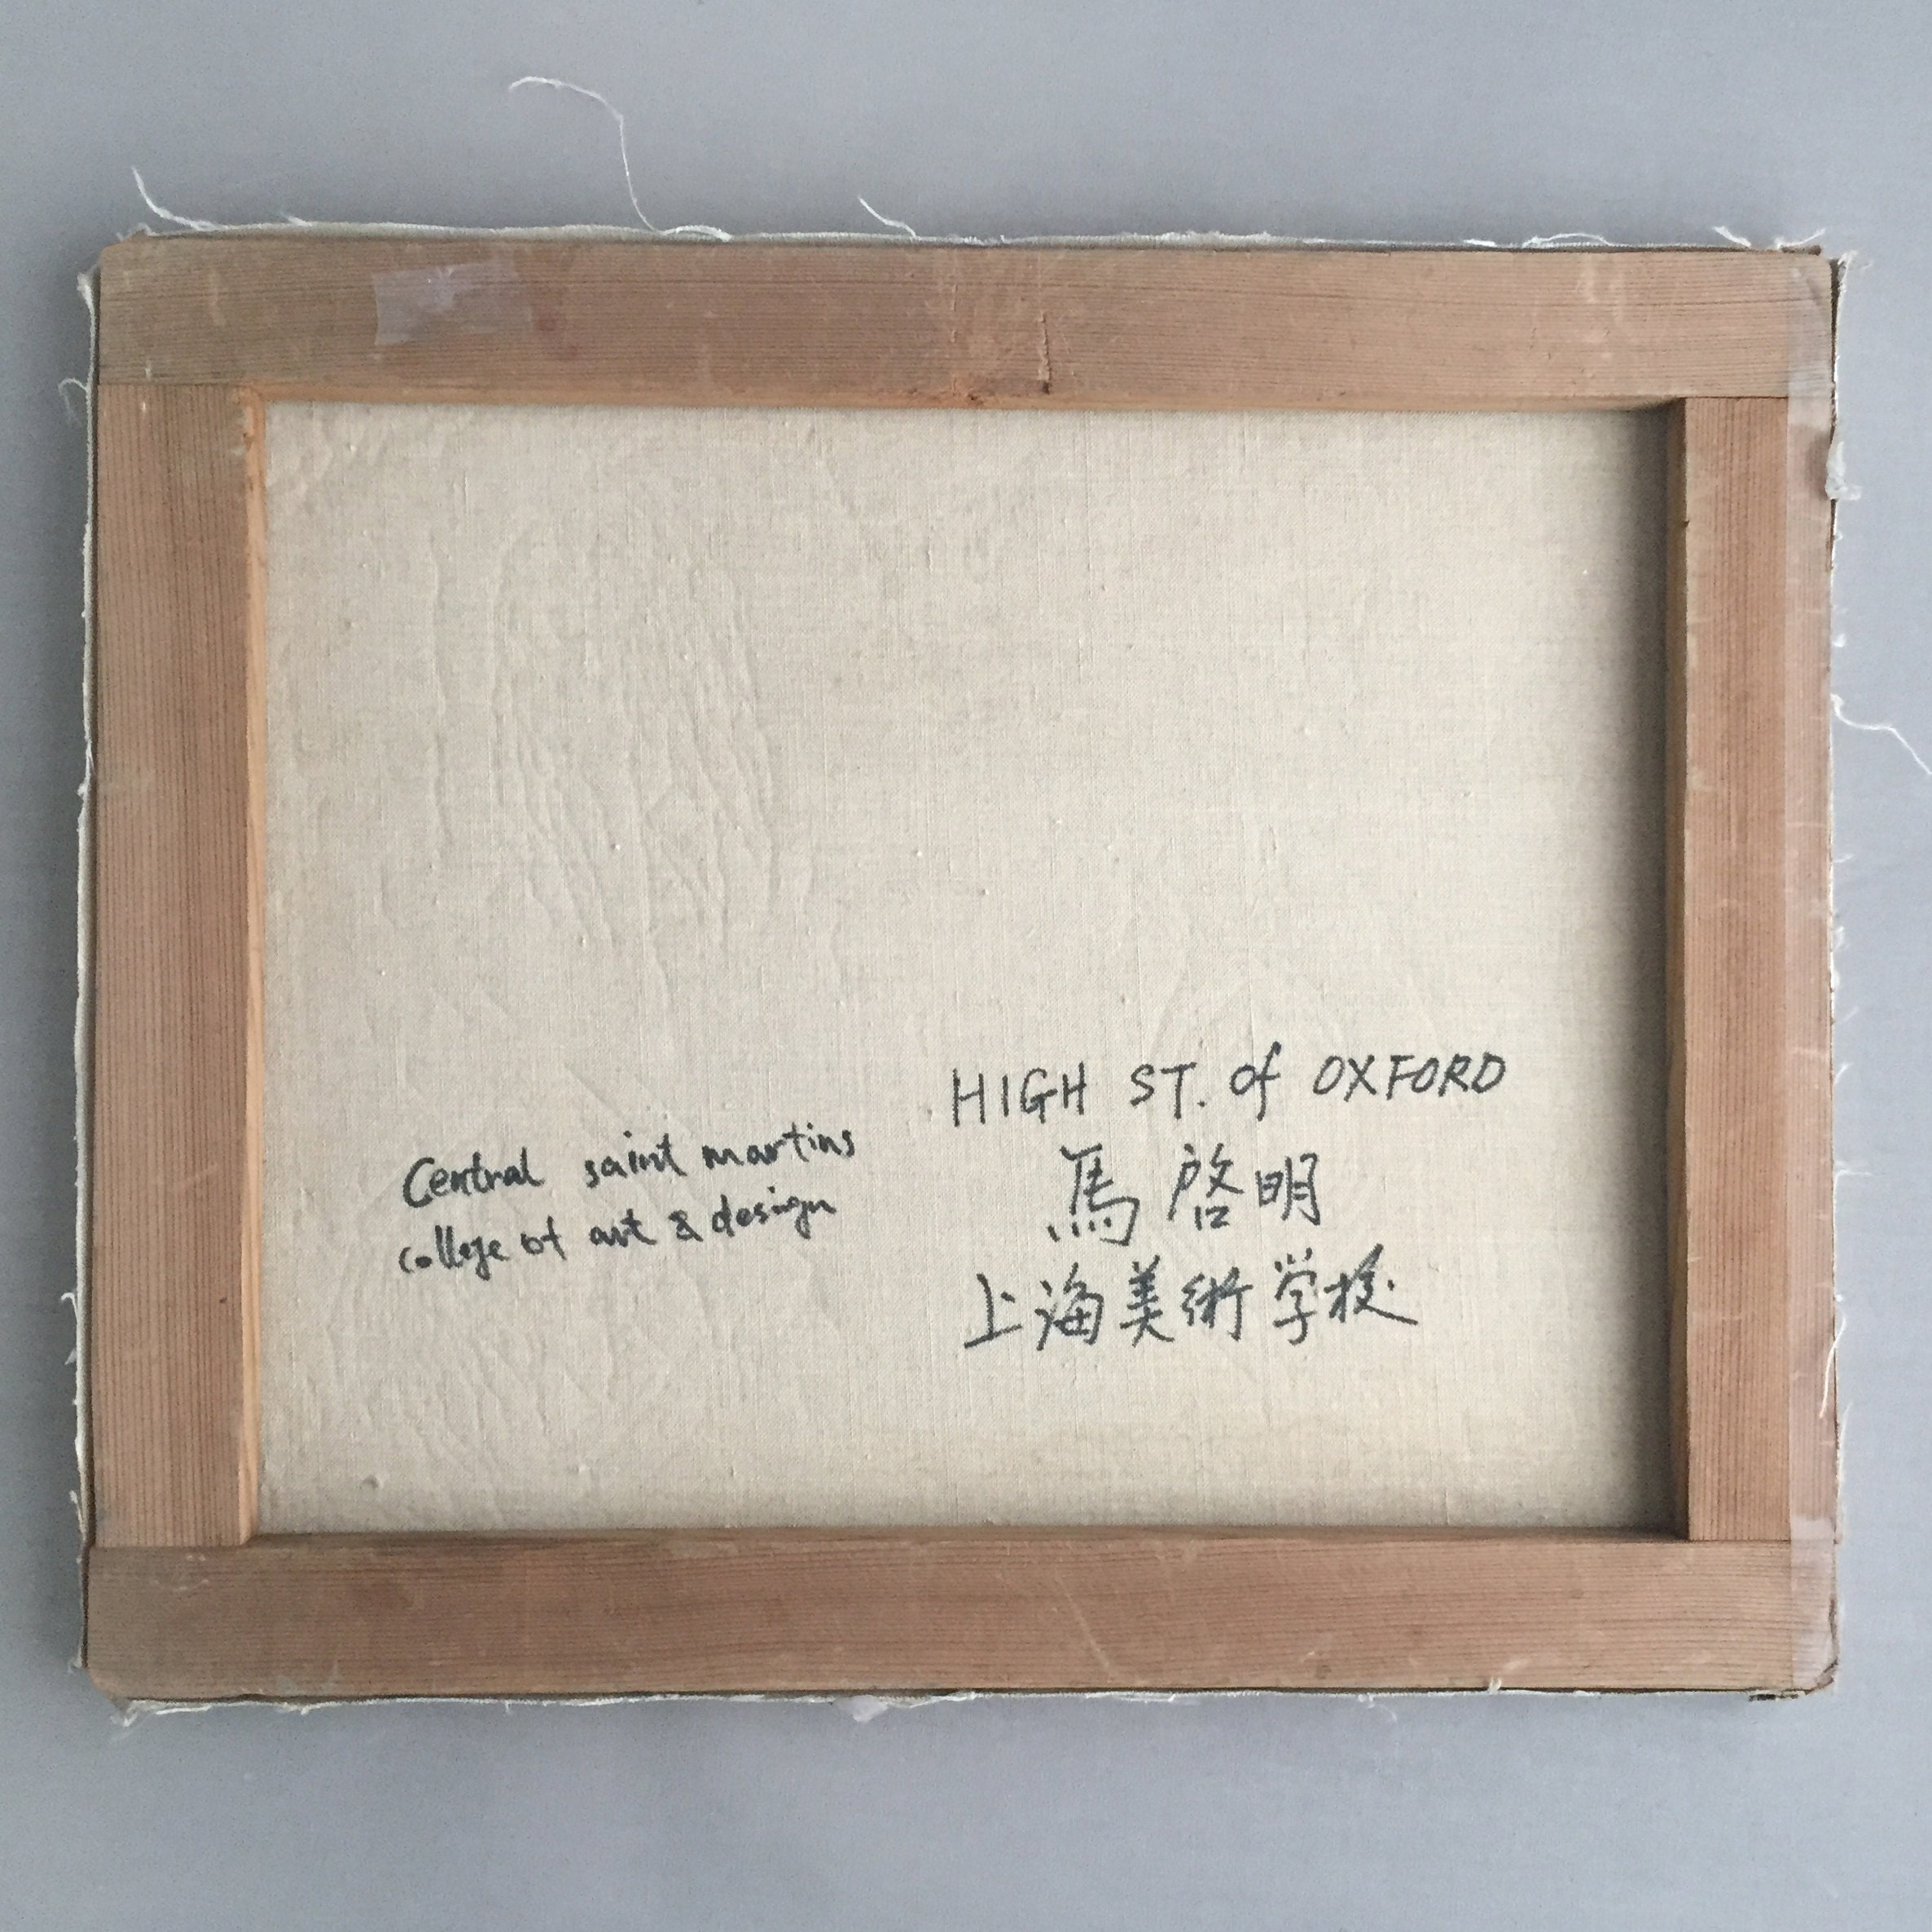 HIGH ST. of OXFORD
馬啓明
上海美術学校
Central saint martins
college of art & design